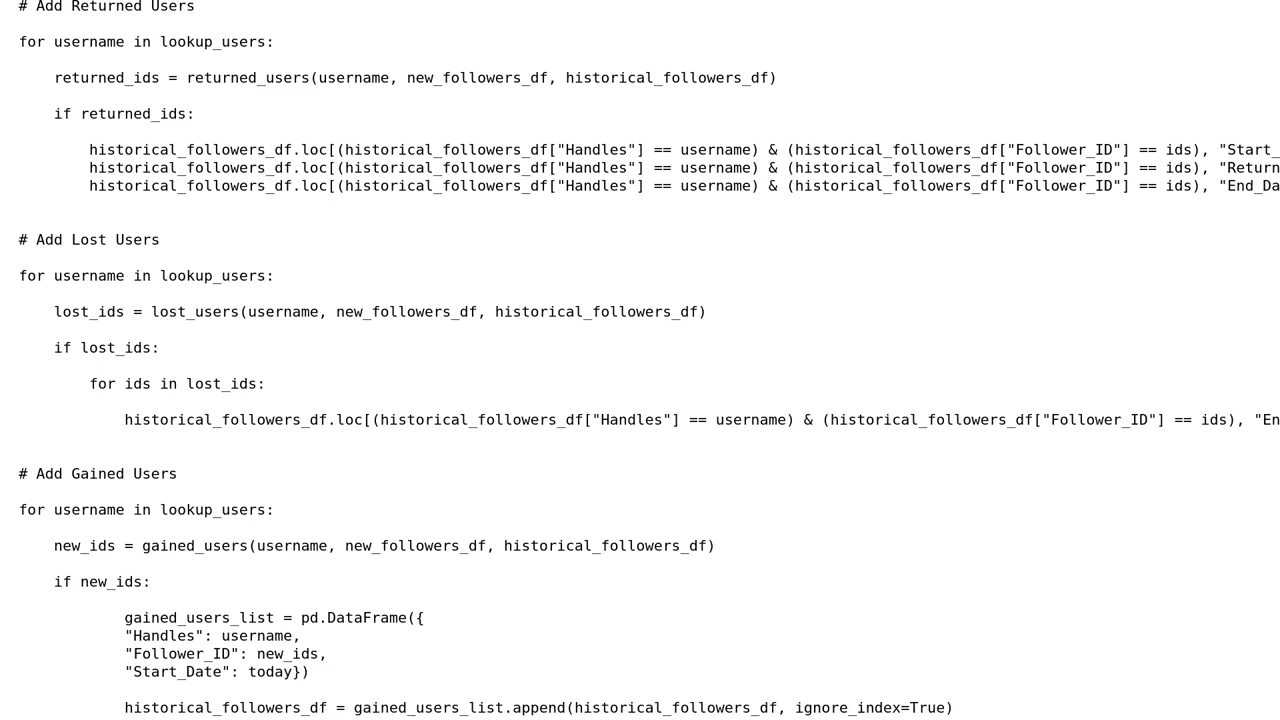 # Add Returned Users
for username in lookup_users:
returned_ids = returned_users(username, new_followers_df, historical_followers_df)
if returned_ids:
historical_followers_df.loc[(historical_followers_df["Handles"] == username) & (historical_followers_df["Follower_ID"] == ids), "Start_
historical_followers_df.loc[(historical_followers_df["Handles"] == username) & (historical_followers_df["Follower_ID"] == ids), "Return
historical_followers_df.loc[(historical_followers_df["Handles"] == username) & (historical_followers_df["Follower_ID"] == ids), "End_Da
# Add Lost Users
for username in lookup_users:
lost_ids = lost_users(username, new_followers_df, historical_followers_df)
if lost_ids:
for ids in lost_ids:
historical_followers_df.loc[(historical_followers_df["Handles"] == username) & (historical_followers_df["Follower_ID"] == ids), "En
# Add Gained Users
for username in lookup_users:
new_ids = gained_users(username, new_followers_df, historical_followers_df)
if new_ids:
gained_users_list = pd.DataFrame({
"Handles": username,
"Follower_ID": new_ids,
"Start_Date": today})
historical_followers_df = gained_users_list.append(historical_followers_df, ignore_index=True)